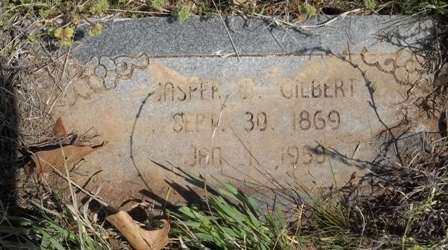 JASPER D. GILBERT
SEPT. 30. 1869
JAN 1939